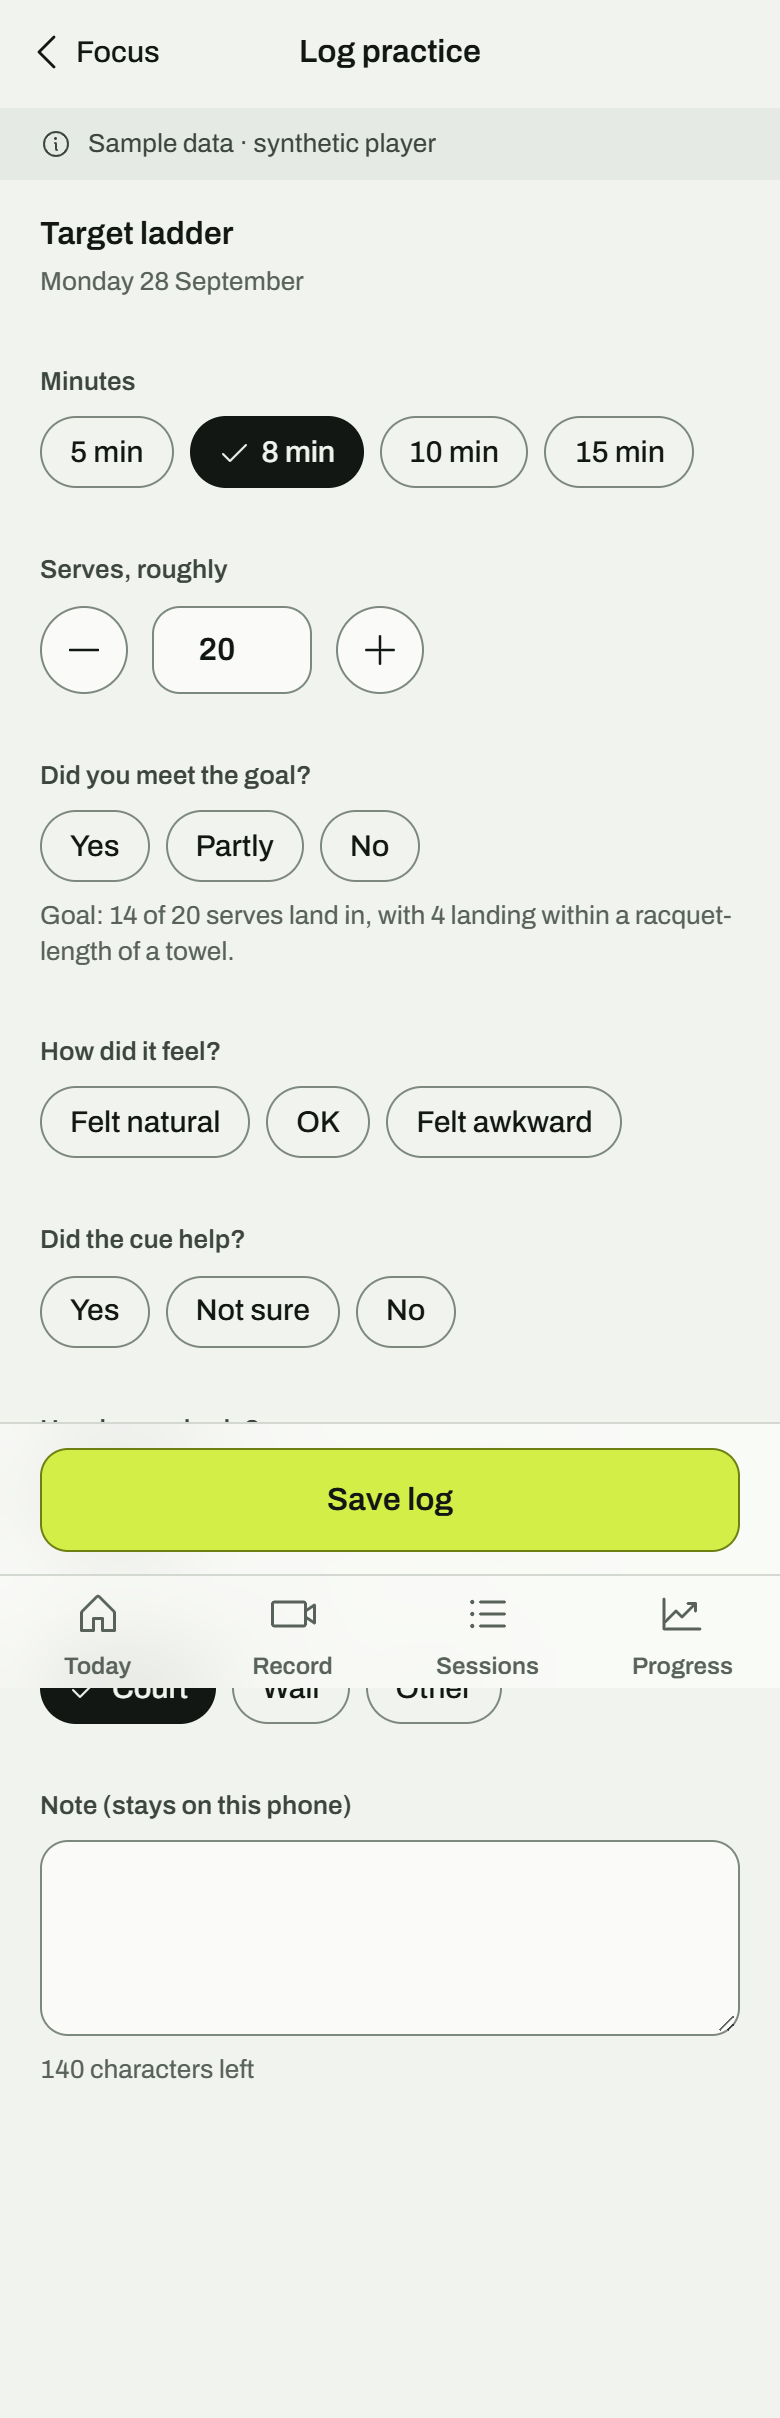 Focus
Log practice
Sample data · synthetic player
Target ladder
Monday 28 September
Minutes
5 min
8 min
10 min
15 min
Serves, roughly
20
Did you meet the goal?
Yes
Partly
No
Goal: 14 of 20 serves land in, with 4 landing within a racquet-
length of a towel.
How did it feel?
Felt natural
OK
Felt awkward
Did the cue help?
Yes
Not sure
No
Save log
Today
Record
Sessions
Progress
Court
Wall
Other
Note (stays on this phone)
140 characters left